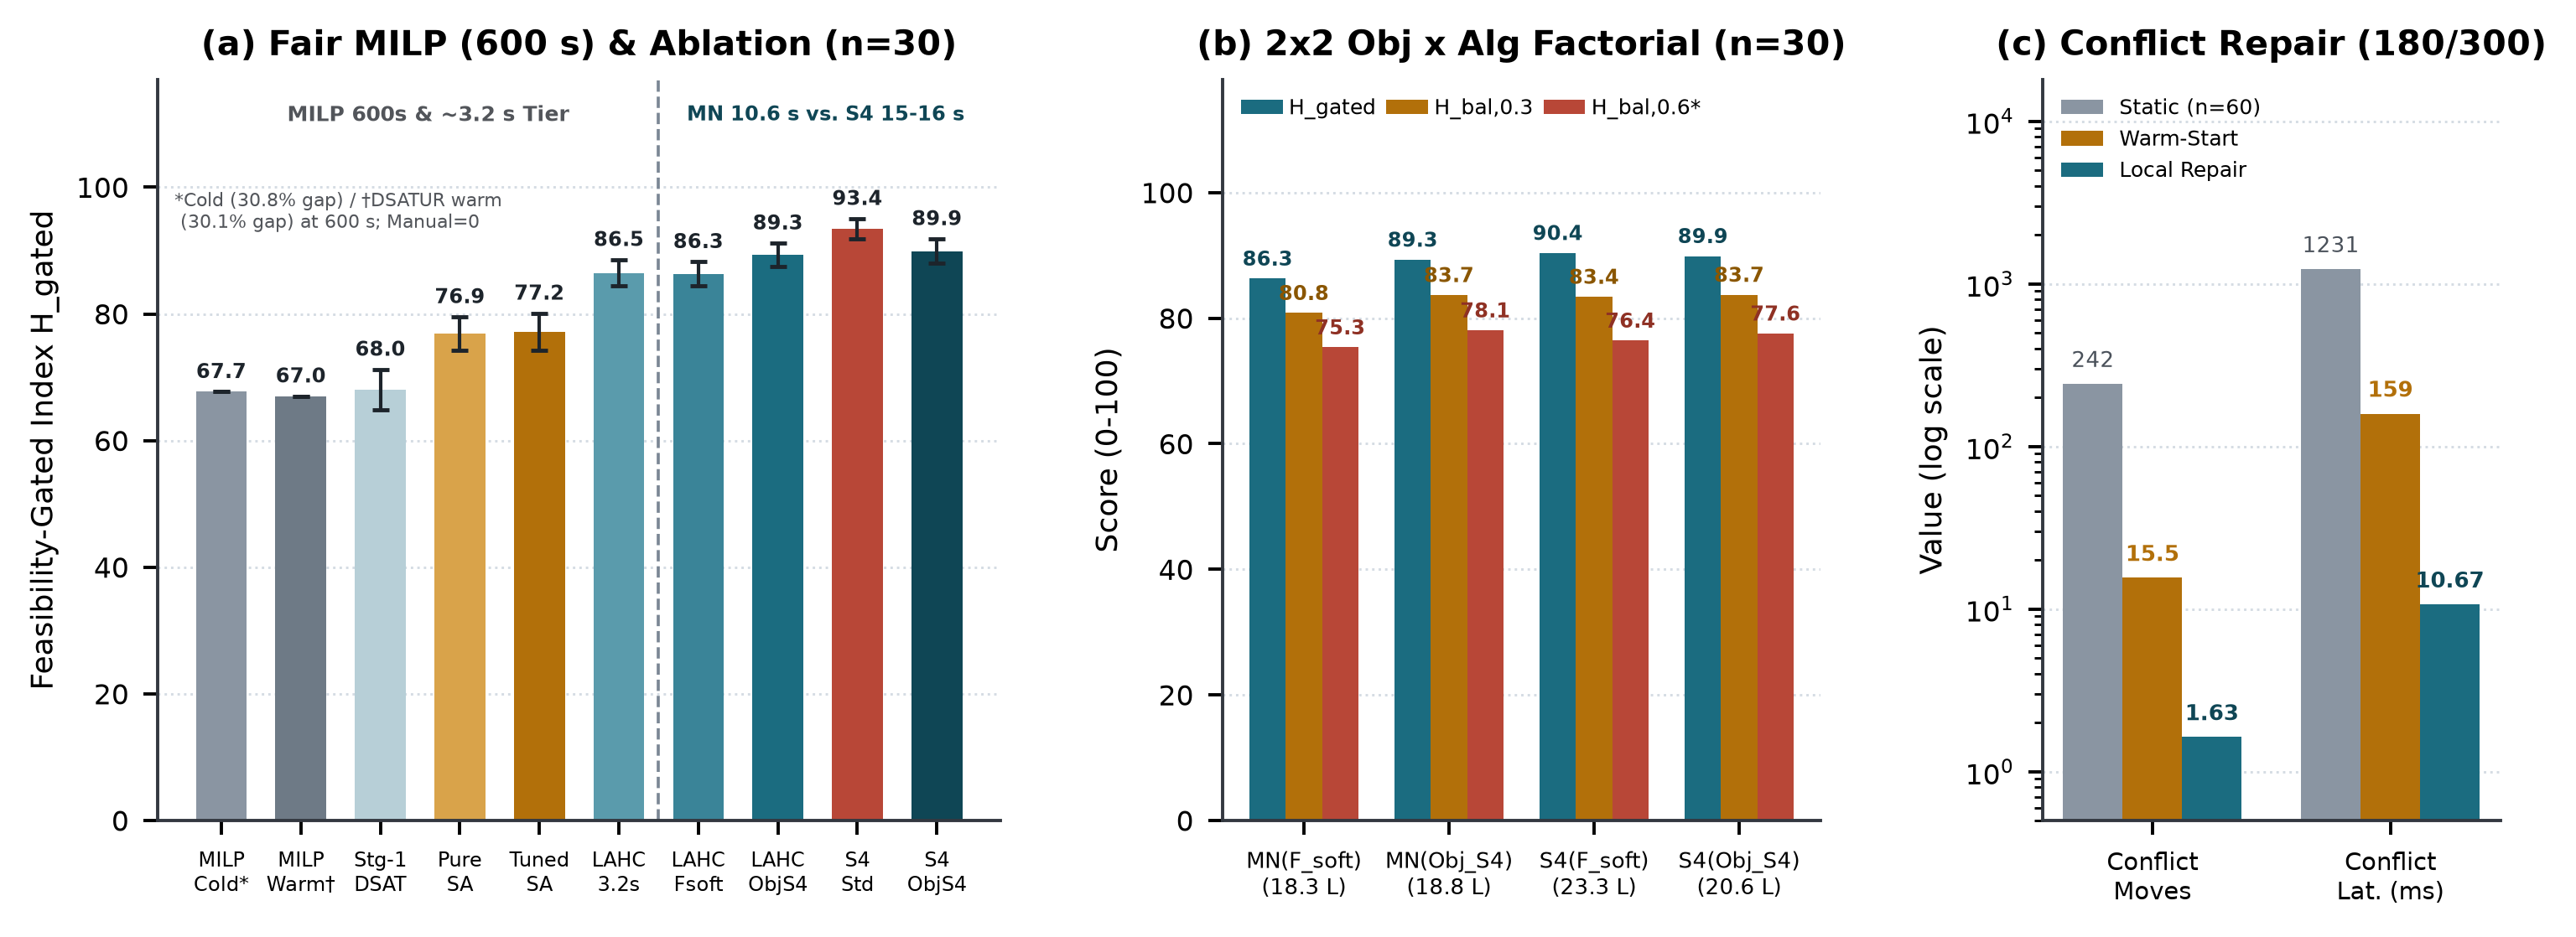 (a) Fair MILP (600 s) & Ablation (n=30)
MILP 600s & ~3.2 s Tier
MN 10.6 s vs. S4 15-16 s
*Cold (30.8% gap) / †DSATUR warm
(30.1% gap) at 600 s; Manual=0
Feasibility-Gated Index H_gated
100
80
60
40
20
0
67.7
67.0
68.0
76.9
77.2
86.5
86.3
89.3
93.4
89.9
MILP
Cold*
MILP
Warm†
Stg-1
DSAT
Pure
SA
Tuned
SA
LAHC
3.2s
LAHC
Fsoft
LAHC
ObjS4
S4
Std
S4
ObjS4
(b) 2x2 Obj x Alg Factorial (n=30)
H_gated
H_bal,0.3
H_bal,0.6*
Score (0-100)
100
80
60
40
20
0
86.3
80.8
75.3
89.3
83.7
78.1
90.4
83.4
76.4
89.9
83.7
77.6
MN(F_soft)
(18.3 L)
MN(Obj_S4)
(18.8 L)
S4(F_soft)
(23.3 L)
S4(Obj_S4)
(20.6 L)
(c) Conflict Repair (180/300)
Static (n=60)
Warm-Start
Local Repair
Value (log scale)
10⁴
10³
10²
10¹
10⁰
242
15.5
1.63
1231
159
10.67
Conflict
Moves
Conflict
Lat. (ms)